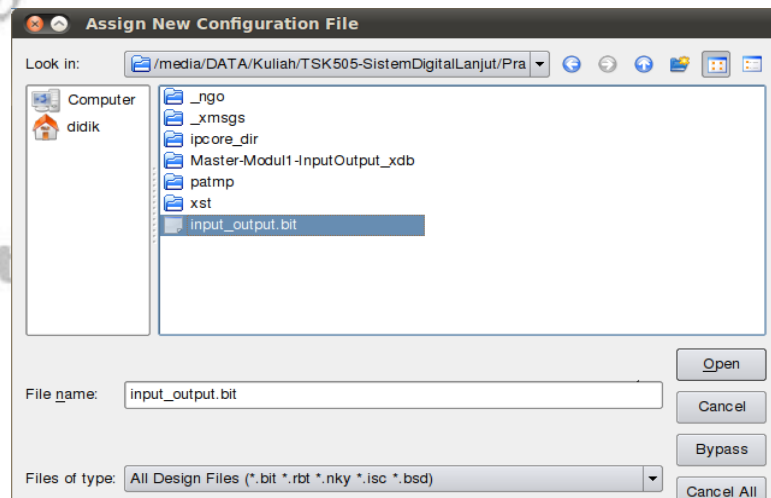 Assign New Configuration File
Look in: /media/DATA/Kuliah/TSK505-SistemDigitalLanjut/Pra
Computer
didik
_ngo
_xmsgs
ipcore_dir
Master-Modul1-InputOutput_xdb
patmp
xst
input_output.bit
Open
File name: input_output.bit
Cancel
Bypass
Files of type: All Design Files (*.bit *.rbt *.nky *.isc *.bsd)
Cancel All